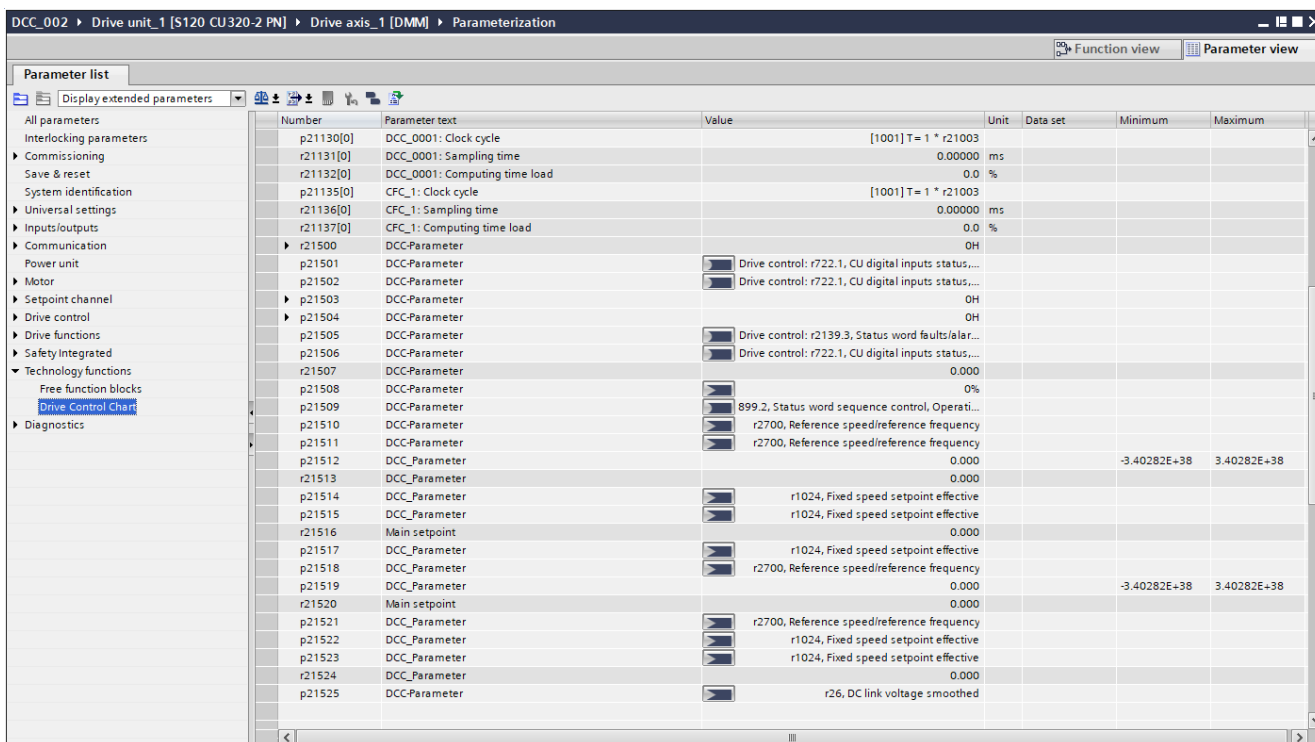 DCC_002 ▸ Drive unit_1 [S120 CU320-2 PN] ▸ Drive axis_1 [DMM] ▸ Parameterization
Function view Parameter view
Parameter list
Display extended parameters
All parameters
Interlocking parameters
Commissioning
Save & reset
System identification
Universal settings
Inputs/outputs
Communication
Power unit
Motor
Setpoint channel
Drive control
Drive functions
Safety Integrated
Technology functions
Free function blocks
Drive Control Chart
Diagnostics
Number Parameter text Value Unit Data set Minimum Maximum
p21130[0] DCC_0001: Clock cycle [1001] T= 1 * r21003
r21131[0] DCC_0001: Sampling time 0.00000 ms
r21132[0] DCC_0001: Computing time load 0.0 %
p21135[0] CFC_1: Clock cycle [1001] T= 1 * r21003
r21136[0] CFC_1: Sampling time 0.00000 ms
r21137[0] CFC_1: Computing time load 0.0 %
r21500 DCC-Parameter 0H
p21501 DCC-Parameter Drive control: r722.1, CU digital inputs status,...
p21502 DCC-Parameter Drive control: r722.1, CU digital inputs status,...
p21503 DCC-Parameter 0H
p21504 DCC-Parameter 0H
p21505 DCC-Parameter Drive control: r2139.3, Status word faults/alar...
p21506 DCC-Parameter Drive control: r722.1, CU digital inputs status,...
r21507 DCC-Parameter 0.000
p21508 DCC-Parameter 0%
p21509 DCC-Parameter 899.2, Status word sequence control, Operati...
p21510 DCC-Parameter r2700, Reference speed/reference frequency
p21511 DCC-Parameter r2700, Reference speed/reference frequency
p21512 DCC_Parameter 0.000 -3.40282E+38 3.40282E+38
r21513 DCC_Parameter 0.000
p21514 DCC_Parameter r1024, Fixed speed setpoint effective
p21515 DCC_Parameter r1024, Fixed speed setpoint effective
r21516 Main setpoint 0.000
p21517 DCC_Parameter r1024, Fixed speed setpoint effective
p21518 DCC_Parameter r2700, Reference speed/reference frequency
p21519 DCC_Parameter 0.000 -3.40282E+38 3.40282E+38
r21520 Main setpoint 0.000
p21521 DCC_Parameter r2700, Reference speed/reference frequency
p21522 DCC_Parameter r1024, Fixed speed setpoint effective
p21523 DCC_Parameter r1024, Fixed speed setpoint effective
r21524 DCC_Parameter 0.000
p21525 DCC-Parameter r26, DC link voltage smoothed